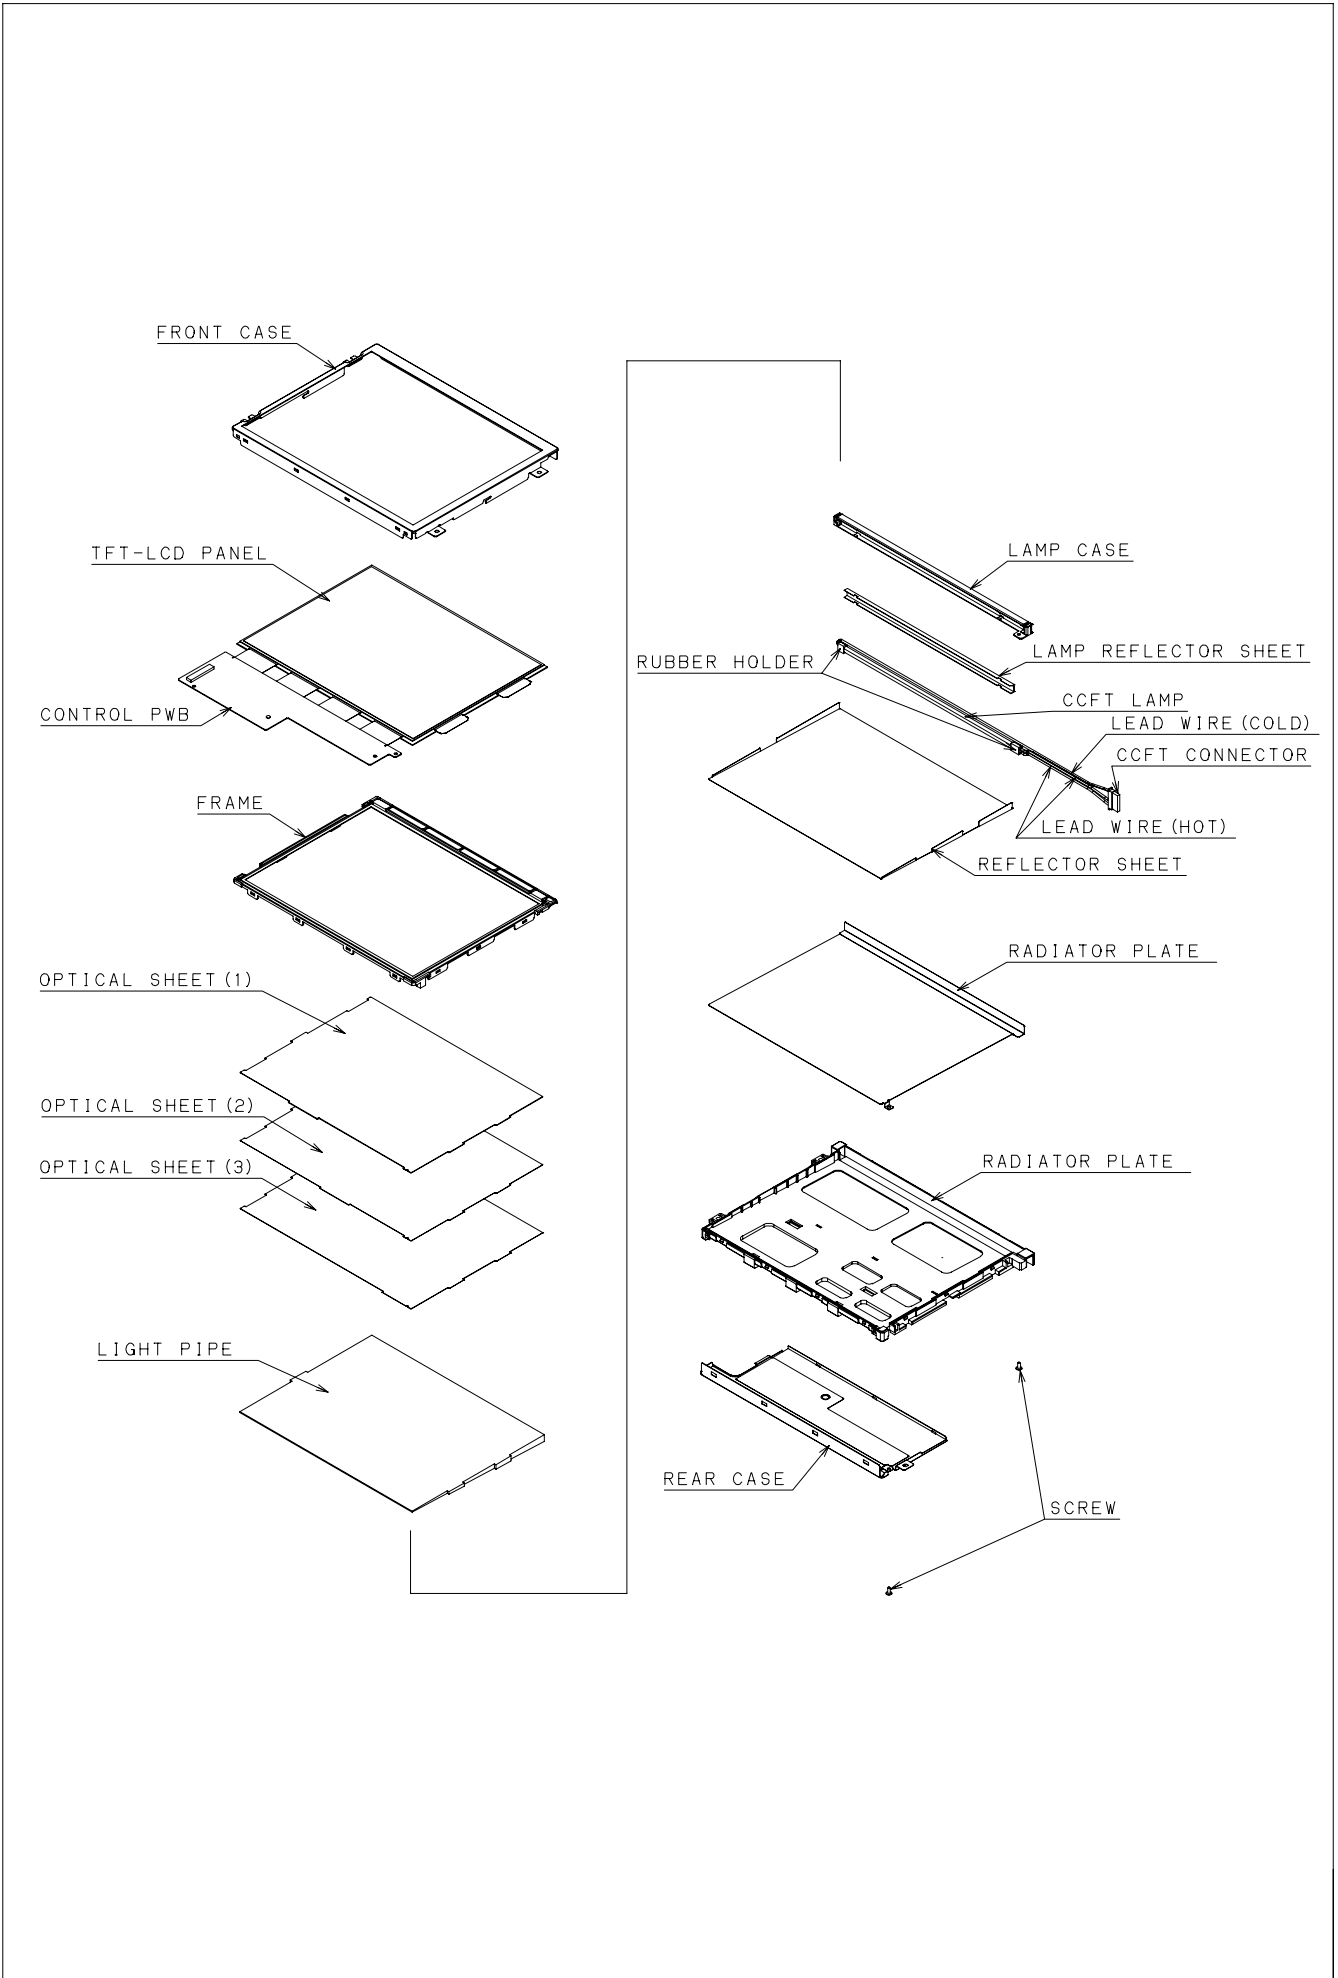 FRONT CASE
TFT-LCD PANEL
CONTROL PWB
FRAME
OPTICAL SHEET(1)
OPTICAL SHEET(2)
OPTICAL SHEET(3)
LIGHT PIPE
LAMP CASE
LAMP REFLECTOR SHEET
RUBBER HOLDER
CCFT LAMP
LEAD WIRE(COLD)
CCFT CONNECTOR
LEAD WIRE(HOT)
REFLECTOR SHEET
RADIATOR PLATE
RADIATOR PLATE
REAR CASE
SCREW